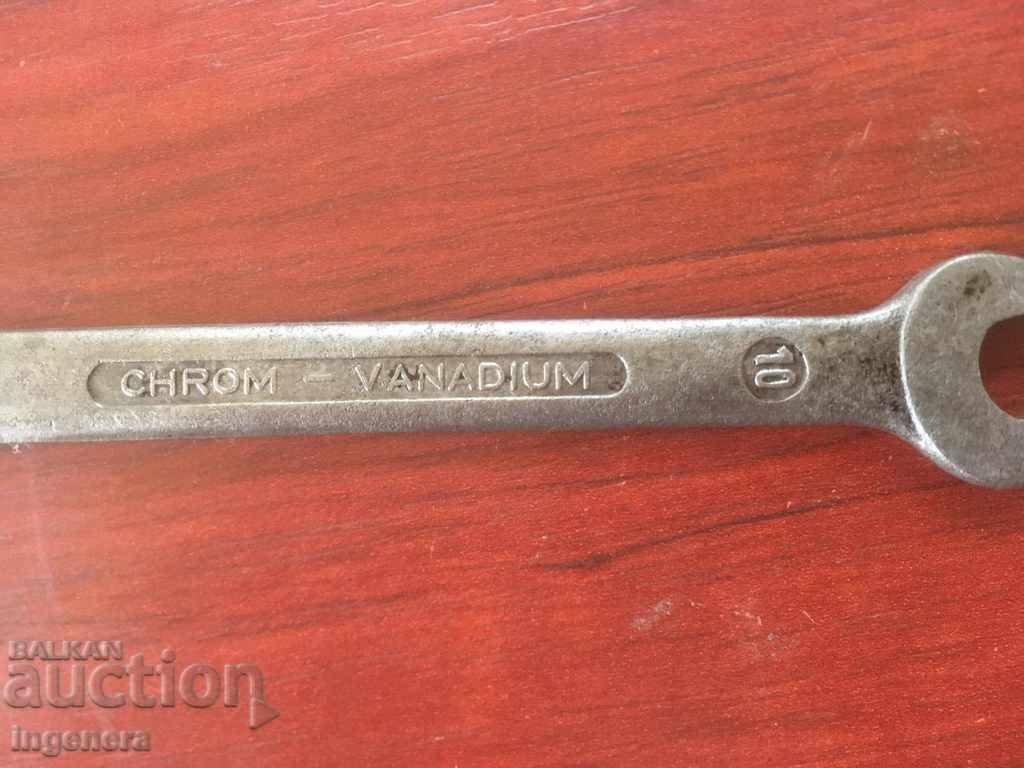 CHROM - VANADIUM
10
BALKAN
auction
ingenera